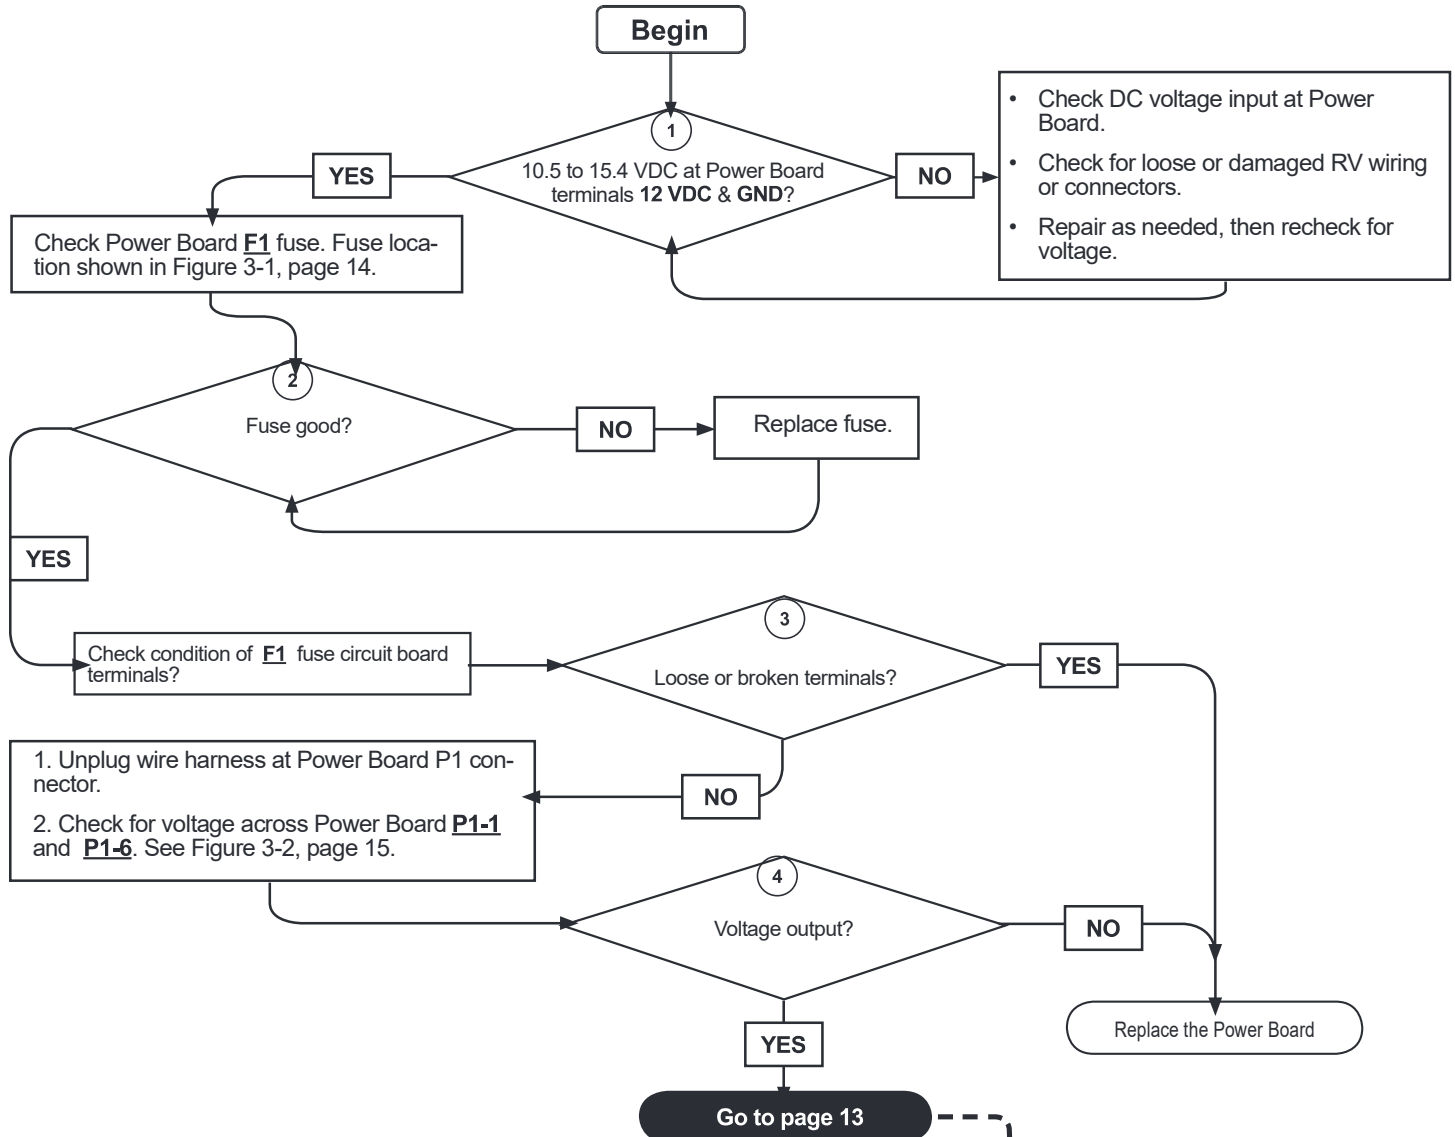 Begin
1
10.5 to 15.4 VDC at Power Board
terminals 12 VDC & GND?
YES
NO
• Check DC voltage input at Power
Board.
• Check for loose or damaged RV wiring
or connectors.
• Repair as needed, then recheck for
voltage.
Check Power Board F1 fuse. Fuse loca-
tion shown in Figure 3-1, page 14.
2
Fuse good?
NO
Replace fuse.
YES
Check condition of F1 fuse circuit board
terminals?
3
Loose or broken terminals?
YES
NO
1. Unplug wire harness at Power Board P1 con-
nector.
2. Check for voltage across Power Board P1-1
and P1-6. See Figure 3-2, page 15.
4
Voltage output?
NO
Replace the Power Board
YES
Go to page 13